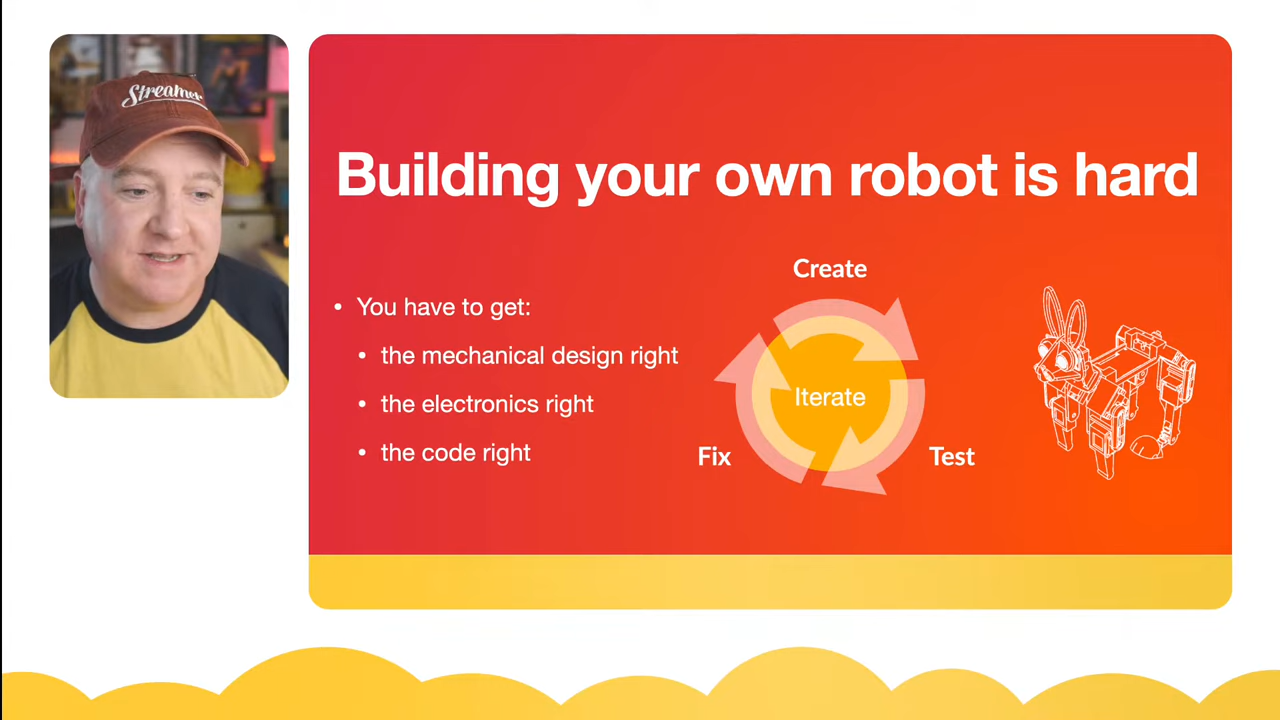 Streamer
Building your own robot is hard
• You have to get:
• the mechanical design right
• the electronics right
• the code right
Create
Iterate
Fix
Test